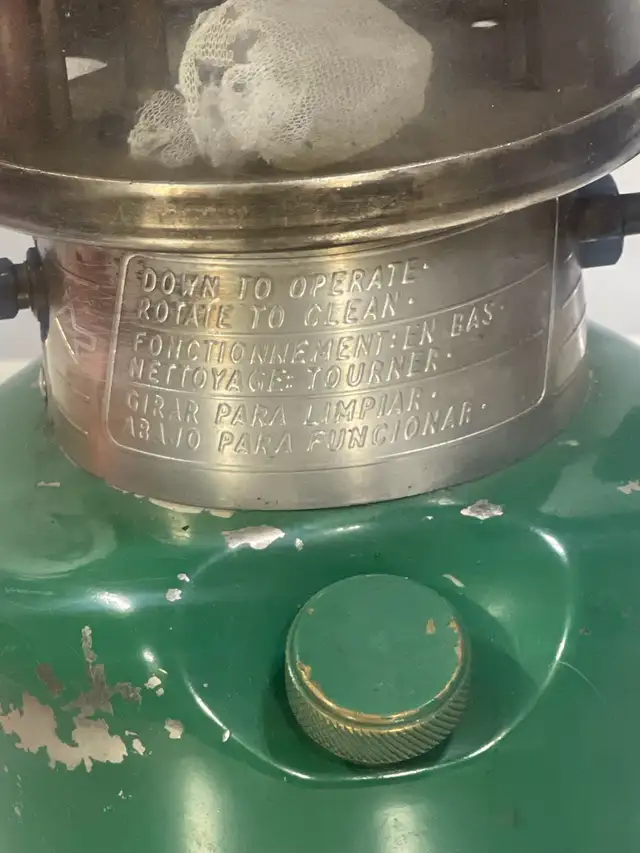 DOWN TO OPERATE.
ROTATE TO CLEAN.
FONCTIONNEMENT: EN BAS.
NETTOYAGE: TOURNER.
GIRAR PARA LIMPIAR.
ABAJO PARA FUNCIONAR.